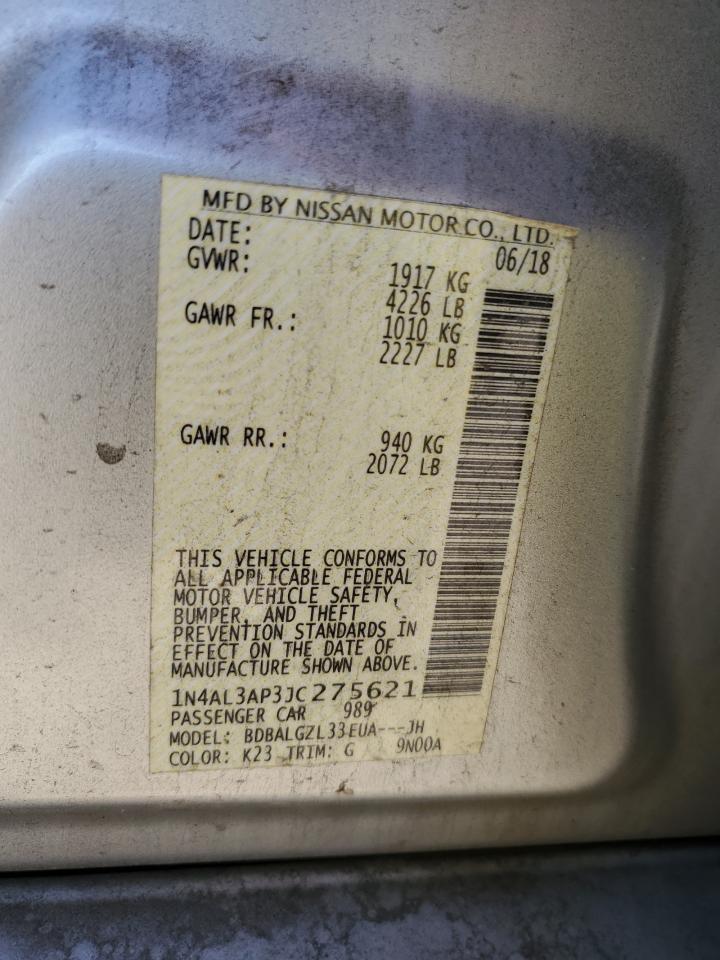 MFD BY NISSAN MOTOR CO., LTD.
DATE: 06/18
GVWR: 1917 KG
4226 LB
GAWR FR.: 1010 KG
2227 LB
GAWR RR.: 940 KG
2072 LB
THIS VEHICLE CONFORMS TO
ALL APPLICABLE FEDERAL
MOTOR VEHICLE SAFETY,
BUMPER, AND THEFT
PREVENTION STANDARDS IN
EFFECT ON THE DATE OF
MANUFACTURE SHOWN ABOVE.
1N4AL3AP3JC275621
PASSENGER CAR 989
MODEL: BDBALGZL33EUA---JH
COLOR: K23 TRIM: G 9N00A